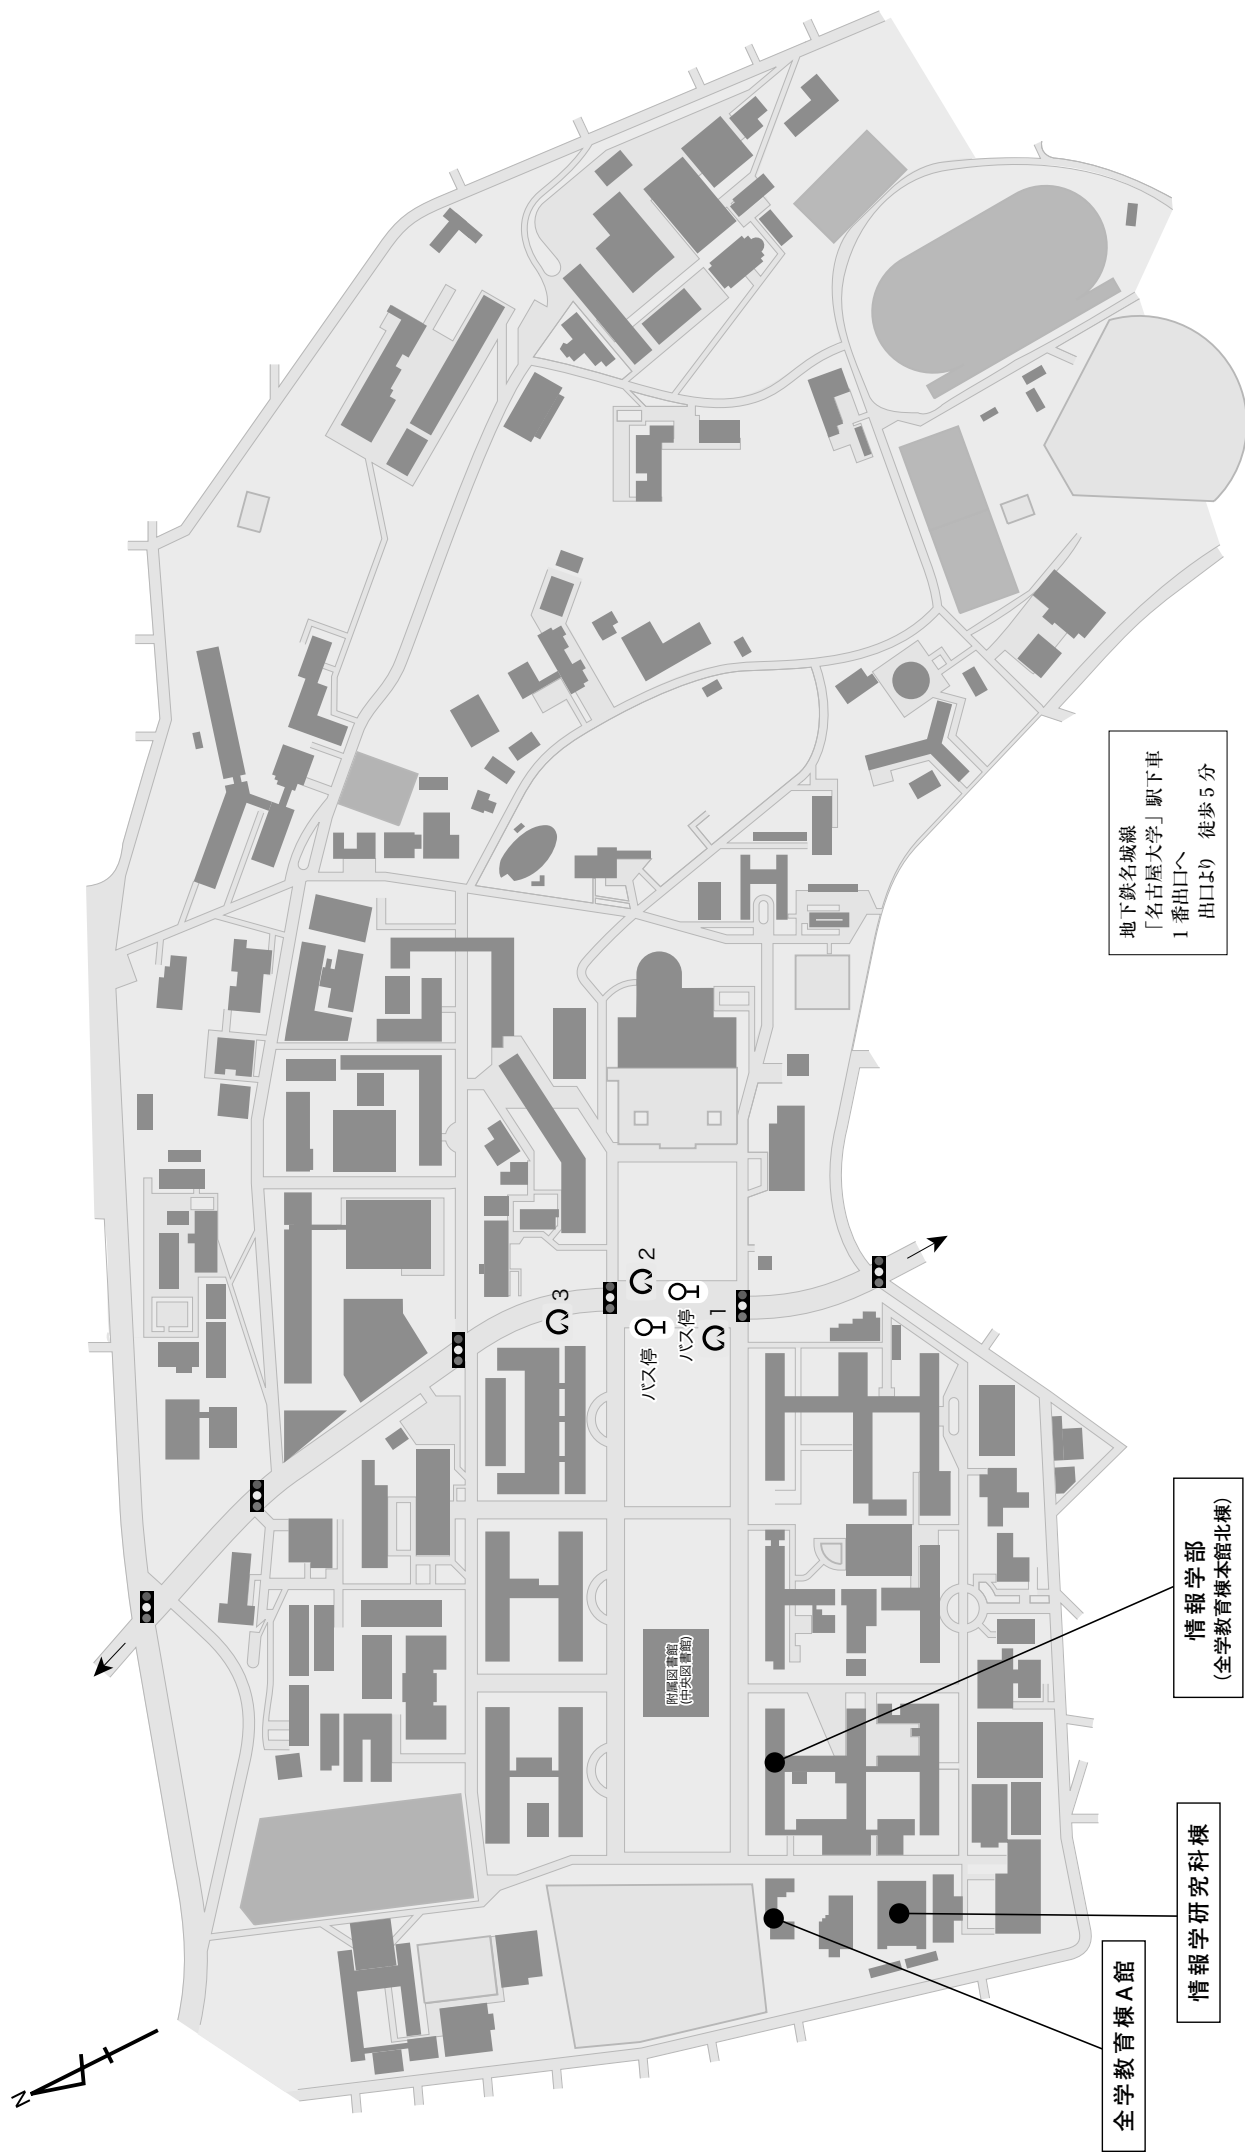 N
3
2
バス停
バス停
1
附属図書館
(中央図書館)
地下鉄名城線
「名古屋大学」駅下車
1番出口へ
出口より 徒歩5分
情報学部
(全学教育棟本館北棟)
情報学研究科棟
全学教育棟A館